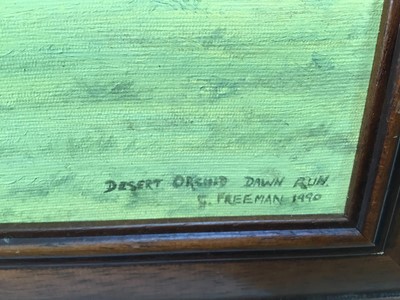 DESERT ORCHID DAWN RUN
G. FREEMAN 1990